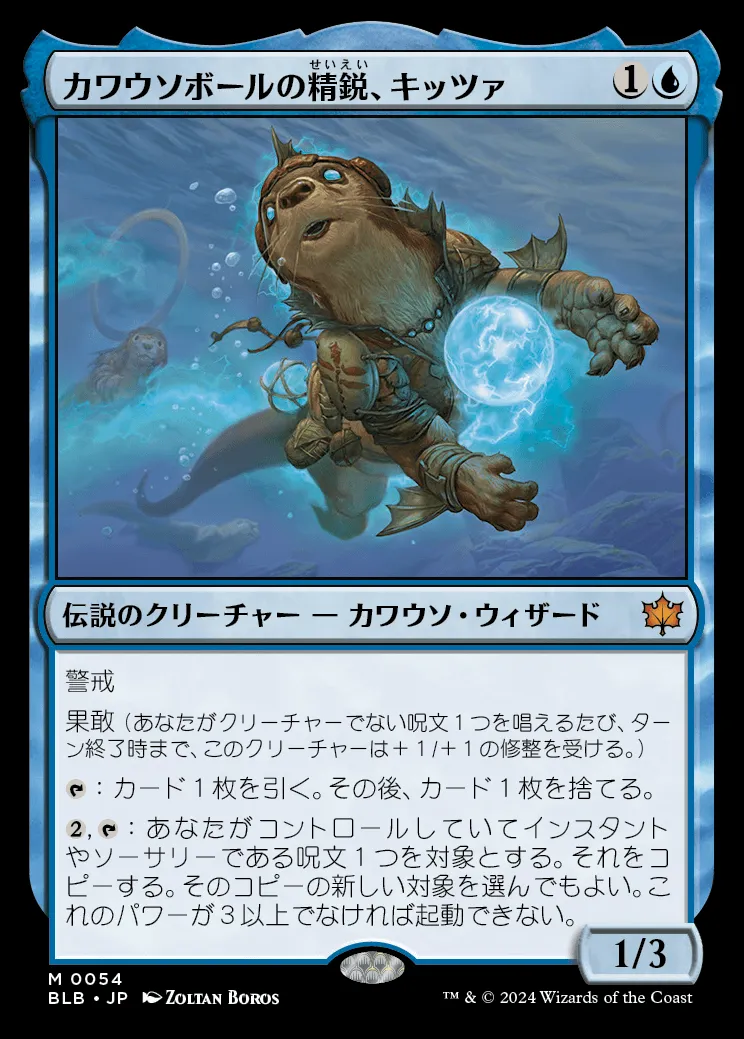 せいえい
カワウソボールの精鋭、キッツァ 1
伝説のクリーチャー — カワウソ・ウィザード
警戒
果敢（あなたがクリーチャーでない呪文１つを唱えるたび、ター
ン終了時まで、このクリーチャーは＋１/＋１の修整を受ける。）
：カード１枚を引く。その後、カード１枚を捨てる。
2, ：あなたがコントロールしていてインスタント
やソーサリーである呪文１つを対象とする。それをコ
ピーする。そのコピーの新しい対象を選んでもよい。こ
れのパワーが３以上でなければ起動できない。
1/3
M 0054
BLB • JP ZOLTAN BOROS
™ & © 2024 Wizards of the Coast